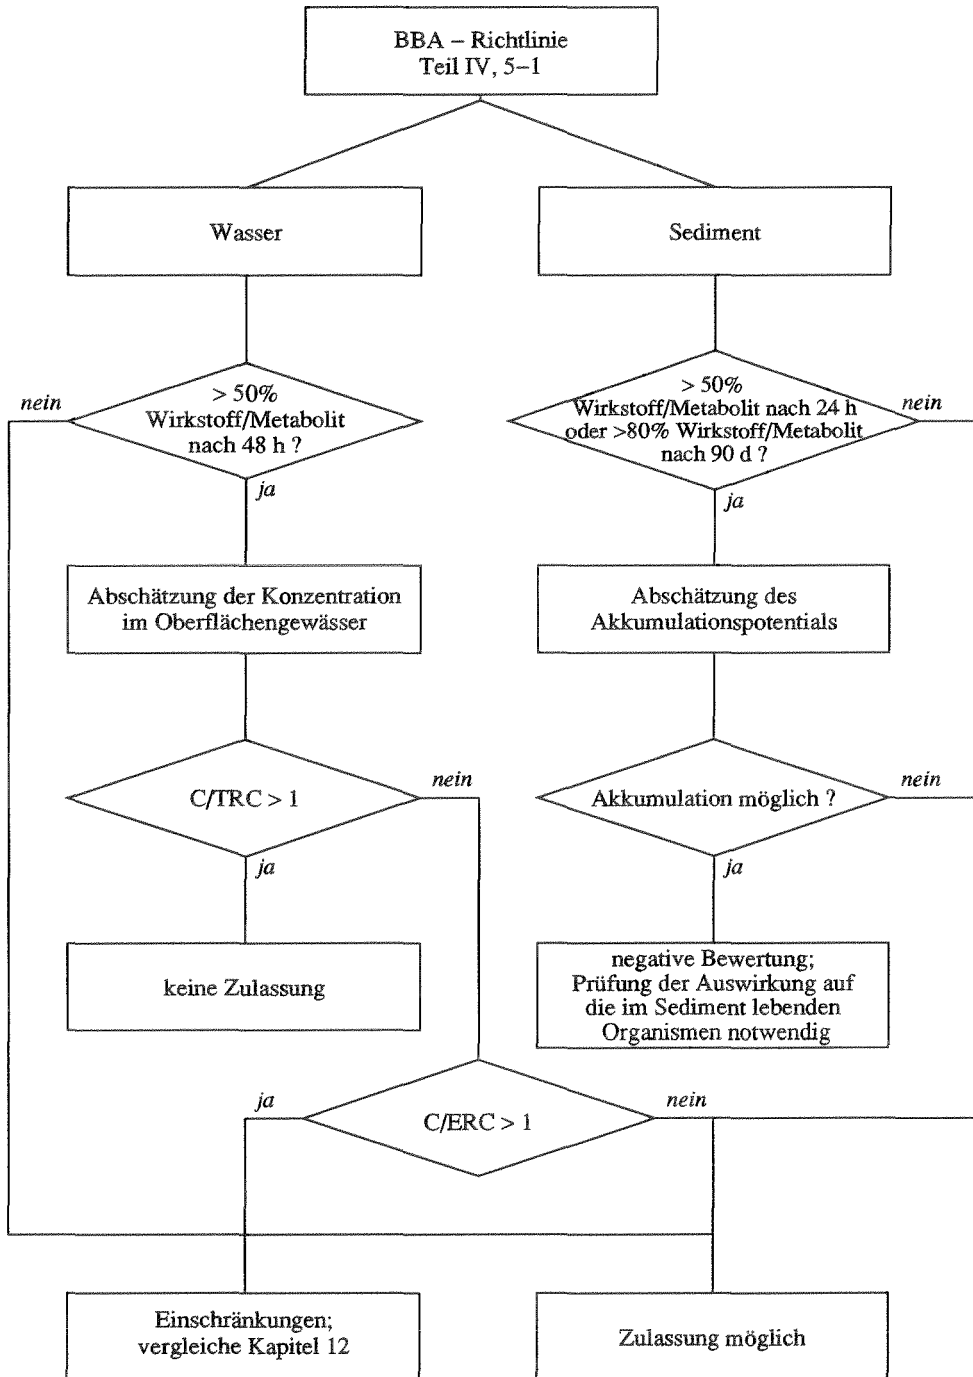 BBA – Richtlinie
Teil IV, 5–1
Wasser
Sediment
nein
> 50%
Wirkstoff/Metabolit
nach 48 h ?
ja
> 50%
Wirkstoff/Metabolit nach 24 h
oder >80% Wirkstoff/Metabolit
nach 90 d ?
nein
ja
Abschätzung der Konzentration
im Oberflächengewässer
Abschätzung des
Akkumulationspotentials
C/TRC > 1
nein
ja
Akkumulation möglich ?
nein
ja
keine Zulassung
negative Bewertung;
Prüfung der Auswirkung auf
die im Sediment lebenden
Organismen notwendig
ja
C/ERC > 1
nein
Einschränkungen;
vergleiche Kapitel 12
Zulassung möglich